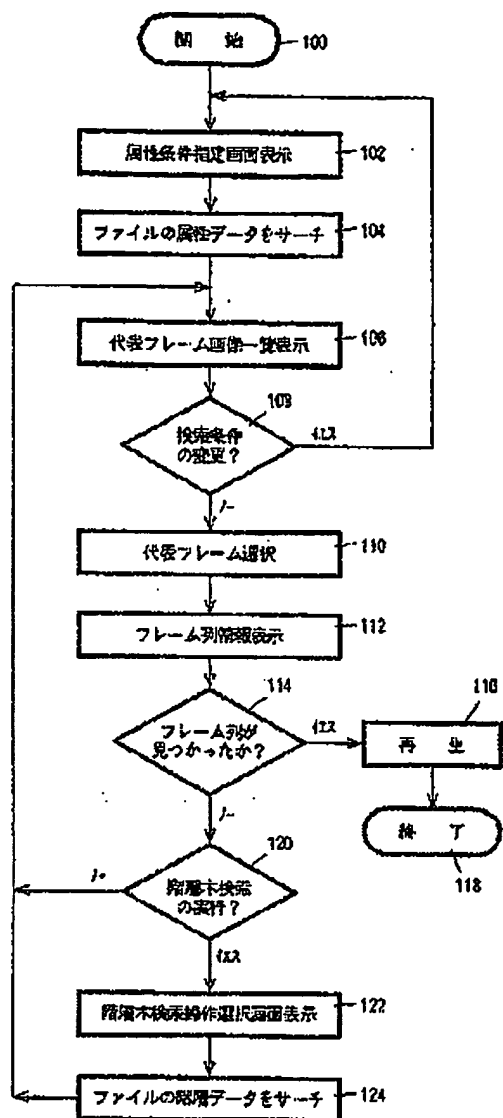 開 始
100
属性条件指定画面表示
102
ファイルの属性データをサーチ
104
代表フレーム画像一覧表示
106
108
検索条件
の変更?
イエス
ノー
代表フレーム選択
110
フレーム列情報表示
112
114
フレーム列が
見つかったか?
イエス
116
再 生
ノー
終 了
118
120
階層木検索
の実行?
ノー
イエス
階層木検索操作選択画面表示
122
ファイルの階層データをサーチ
124